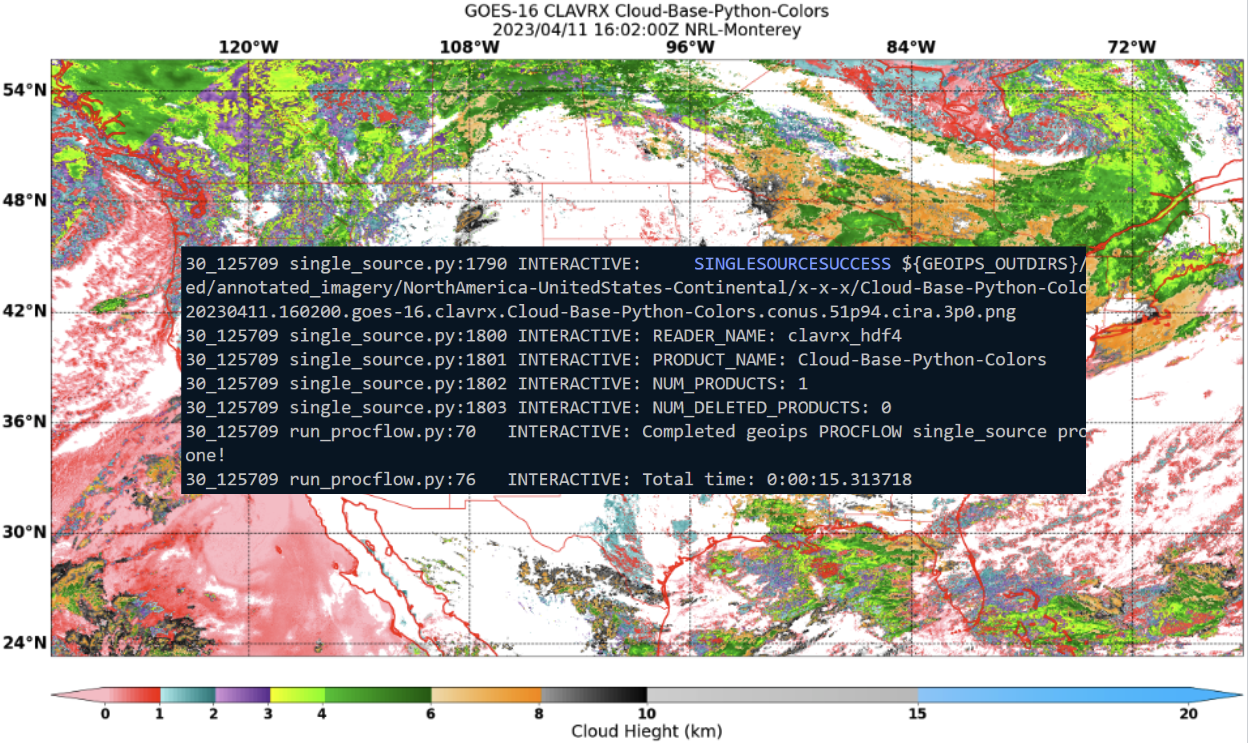 GOES-16 CLAVRX Cloud-Base-Python-Colors
2023/04/11 16:02:00Z NRL-Monterey
120°W 108°W 96°W 84°W 72°W
54°N
48°N
42°N
36°N
30°N
24°N
30_125709 single_source.py:1790 INTERACTIVE: SINGLESOURCESUCCESS ${GEOIPS_OUTDIRS}/
ed/annotated_imagery/NorthAmerica-UnitedStates-Continental/x-x-x/Cloud-Base-Python-Colo
20230411.160200.goes-16.clavrx.Cloud-Base-Python-Colors.conus.51p94.cira.3p0.png
30_125709 single_source.py:1800 INTERACTIVE: READER_NAME: clavrx_hdf4
30_125709 single_source.py:1801 INTERACTIVE: PRODUCT_NAME: Cloud-Base-Python-Colors
30_125709 single_source.py:1802 INTERACTIVE: NUM_PRODUCTS: 1
30_125709 single_source.py:1803 INTERACTIVE: NUM_DELETED_PRODUCTS: 0
30_125709 run_procflow.py:70 INTERACTIVE: Completed geoips PROCFLOW single_source pro
one!
30_125709 run_procflow.py:76 INTERACTIVE: Total time: 0:00:15.313718
0 1 2 3 4 6 8 10 15 20
Cloud Hieght (km)